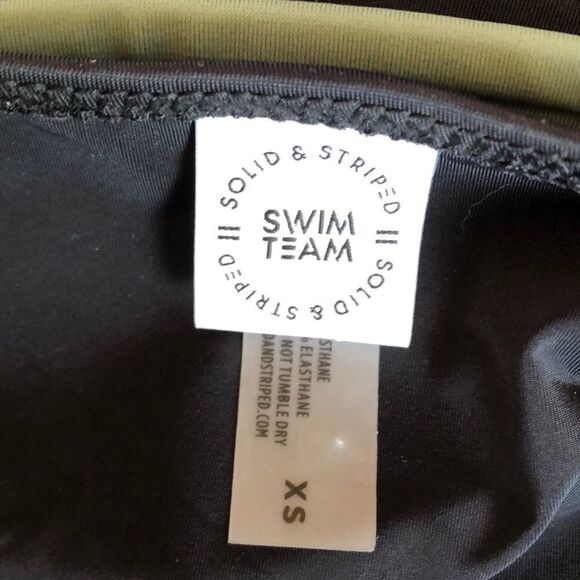 SOLID & STRIPED
SWIM
TEAM
SOLID & STRIPED
ELASTHANE
NOT TUMBLE DRY
XS